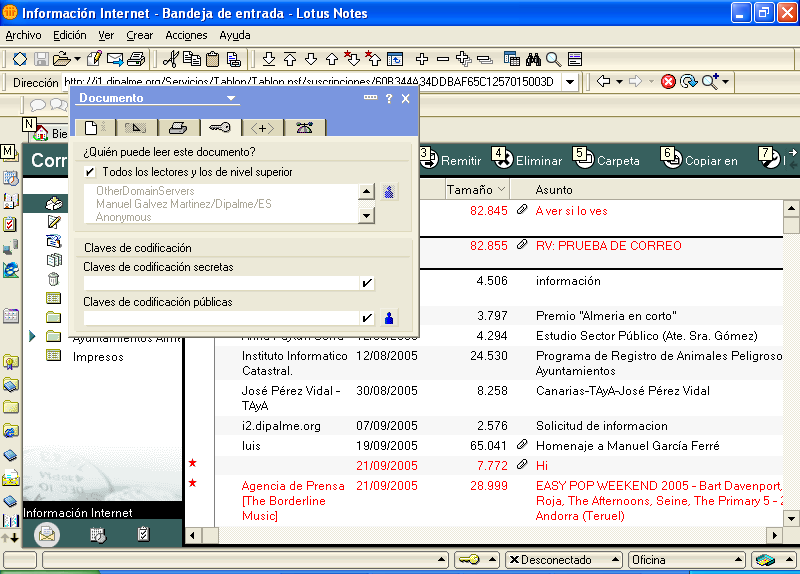 Información Internet - Bandeja de entrada - Lotus Notes
Archivo Edición Ver Crear Acciones Ayuda
Dirección http://i1.dipalme.org/Servicios/Tablon/Tablon.nsf/suscripciones/60B344A34DDBAF65C1257015003D
Documento
N
Bie
M
¿Quién puede leer este documento?
Todos los lectores y los de nivel superior
OtherDomainServers
Manuel Galvez Martinez/Dipalme/ES
Anonymous
Claves de codificación
Claves de codificación secretas
Claves de codificación públicas
Corr
3 Remitir 4 Eliminar 5 Carpeta 6 Copiar en 7
Tamaño Asunto
82.845 A ver si lo ves
82.855 RV: PRUEBA DE CORREO
4.506 información
3.797 Premio "Almeria en corto"
4.294 Estudio Sector Público (Ate. Sra. Gómez)
Impresos
Instituto Informatico 12/08/2005 24.530 Programa de Registro de Animales Peligroso
Catastral. Ayuntamientos
José Pérez Vidal - 30/08/2005 8.258 Canarias-TAyA-José Pérez Vidal
TAyA
i2.dipalme.org 07/09/2005 2.576 Solicitud de informacion
luis 19/09/2005 65.041 Homenaje a Manuel García Ferré
21/09/2005 7.772 Hi
Agencia de Prensa 21/09/2005 28.999 EASY POP WEEKEND 2005 - Bart Davenport,
[The Borderline Roja, The Afternoons, Seine, The Primary 5 - 2
Music] Andorra (Teruel)
Información Internet
Desconectado Oficina